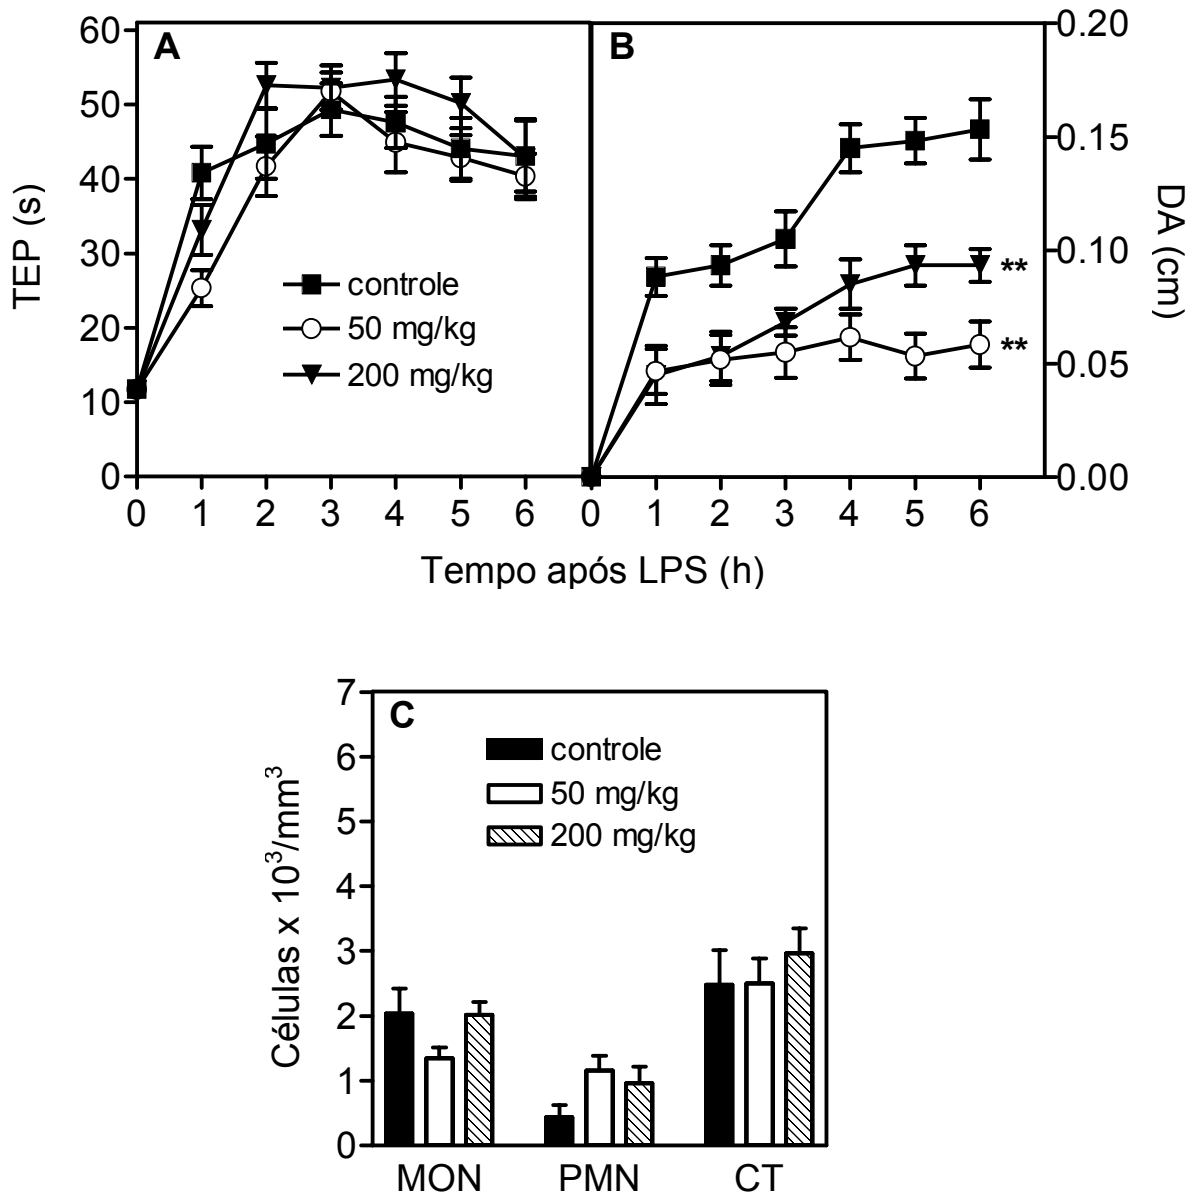 A
B
60
50
40
30
20
10
0
TEP (s)
controle
50 mg/kg
200 mg/kg
0 1 2 3 4 5 6
0.20
0.15
0.10
0.05
0.00
DA (cm)
**
**
0 1 2 3 4 5 6
Tempo após LPS (h)
C
7
6
5
4
3
2
1
0
Células x 10³/mm³
controle
50 mg/kg
200 mg/kg
MON PMN CT